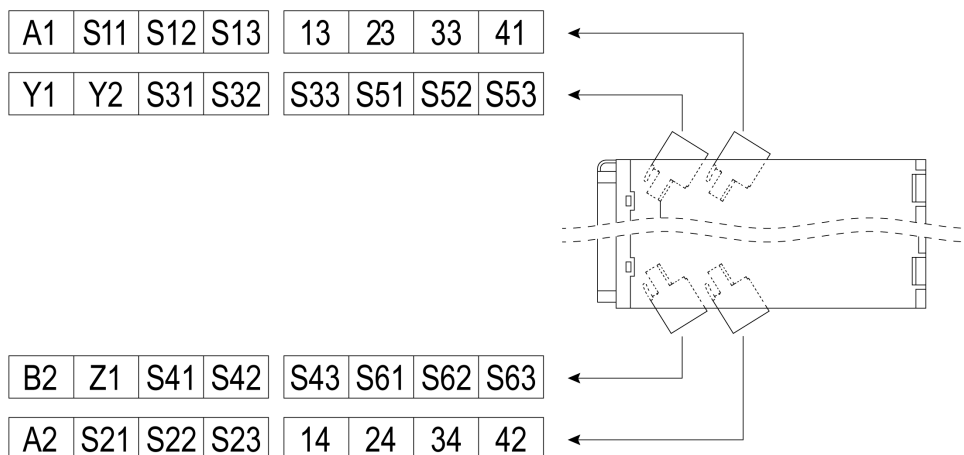 A1 S11 S12 S13 13 23 33 41
Y1 Y2 S31 S32 S33 S51 S52 S53
B2 Z1 S41 S42 S43 S61 S62 S63
A2 S21 S22 S23 14 24 34 42